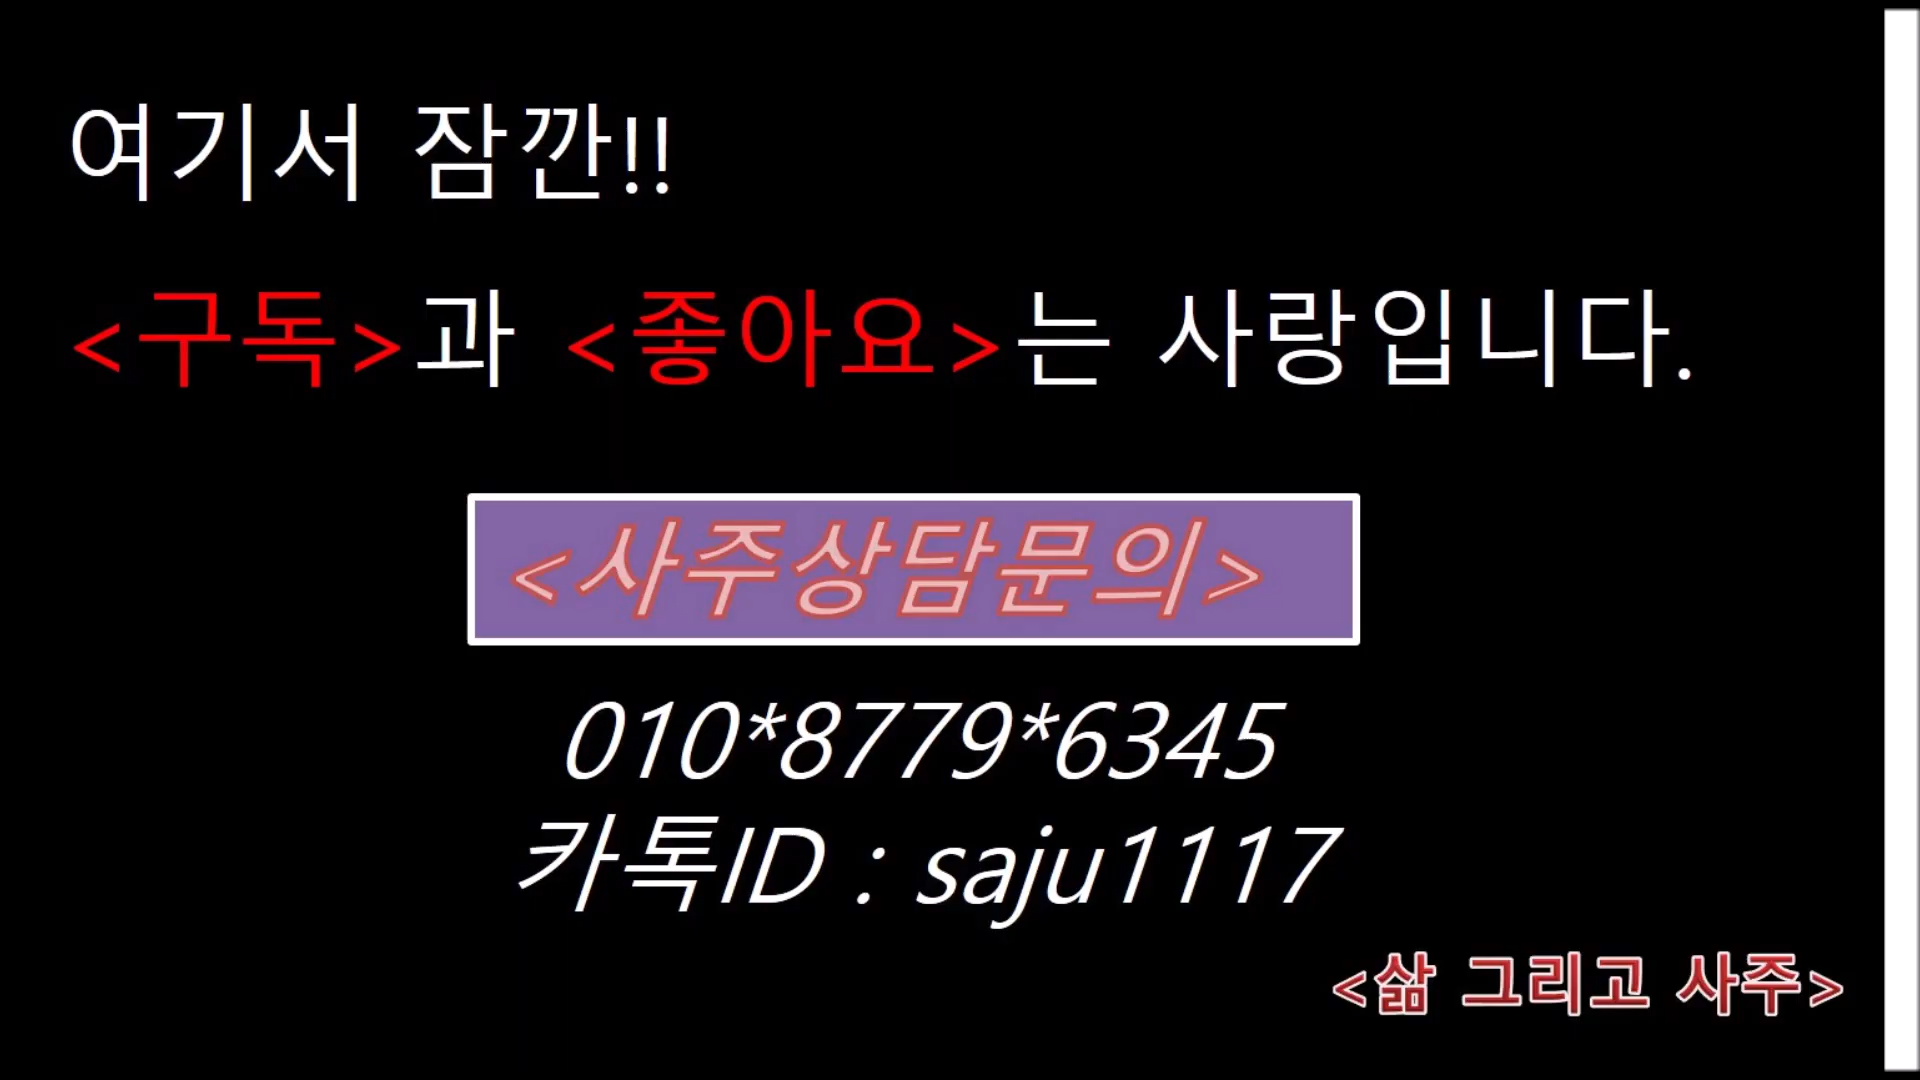 여기서 잠깐!!
<구독>과 <좋아요>는 사랑입니다.
<사주상담문의>
010*8779*6345
카톡ID : saju1117
<삶 그리고 사주>